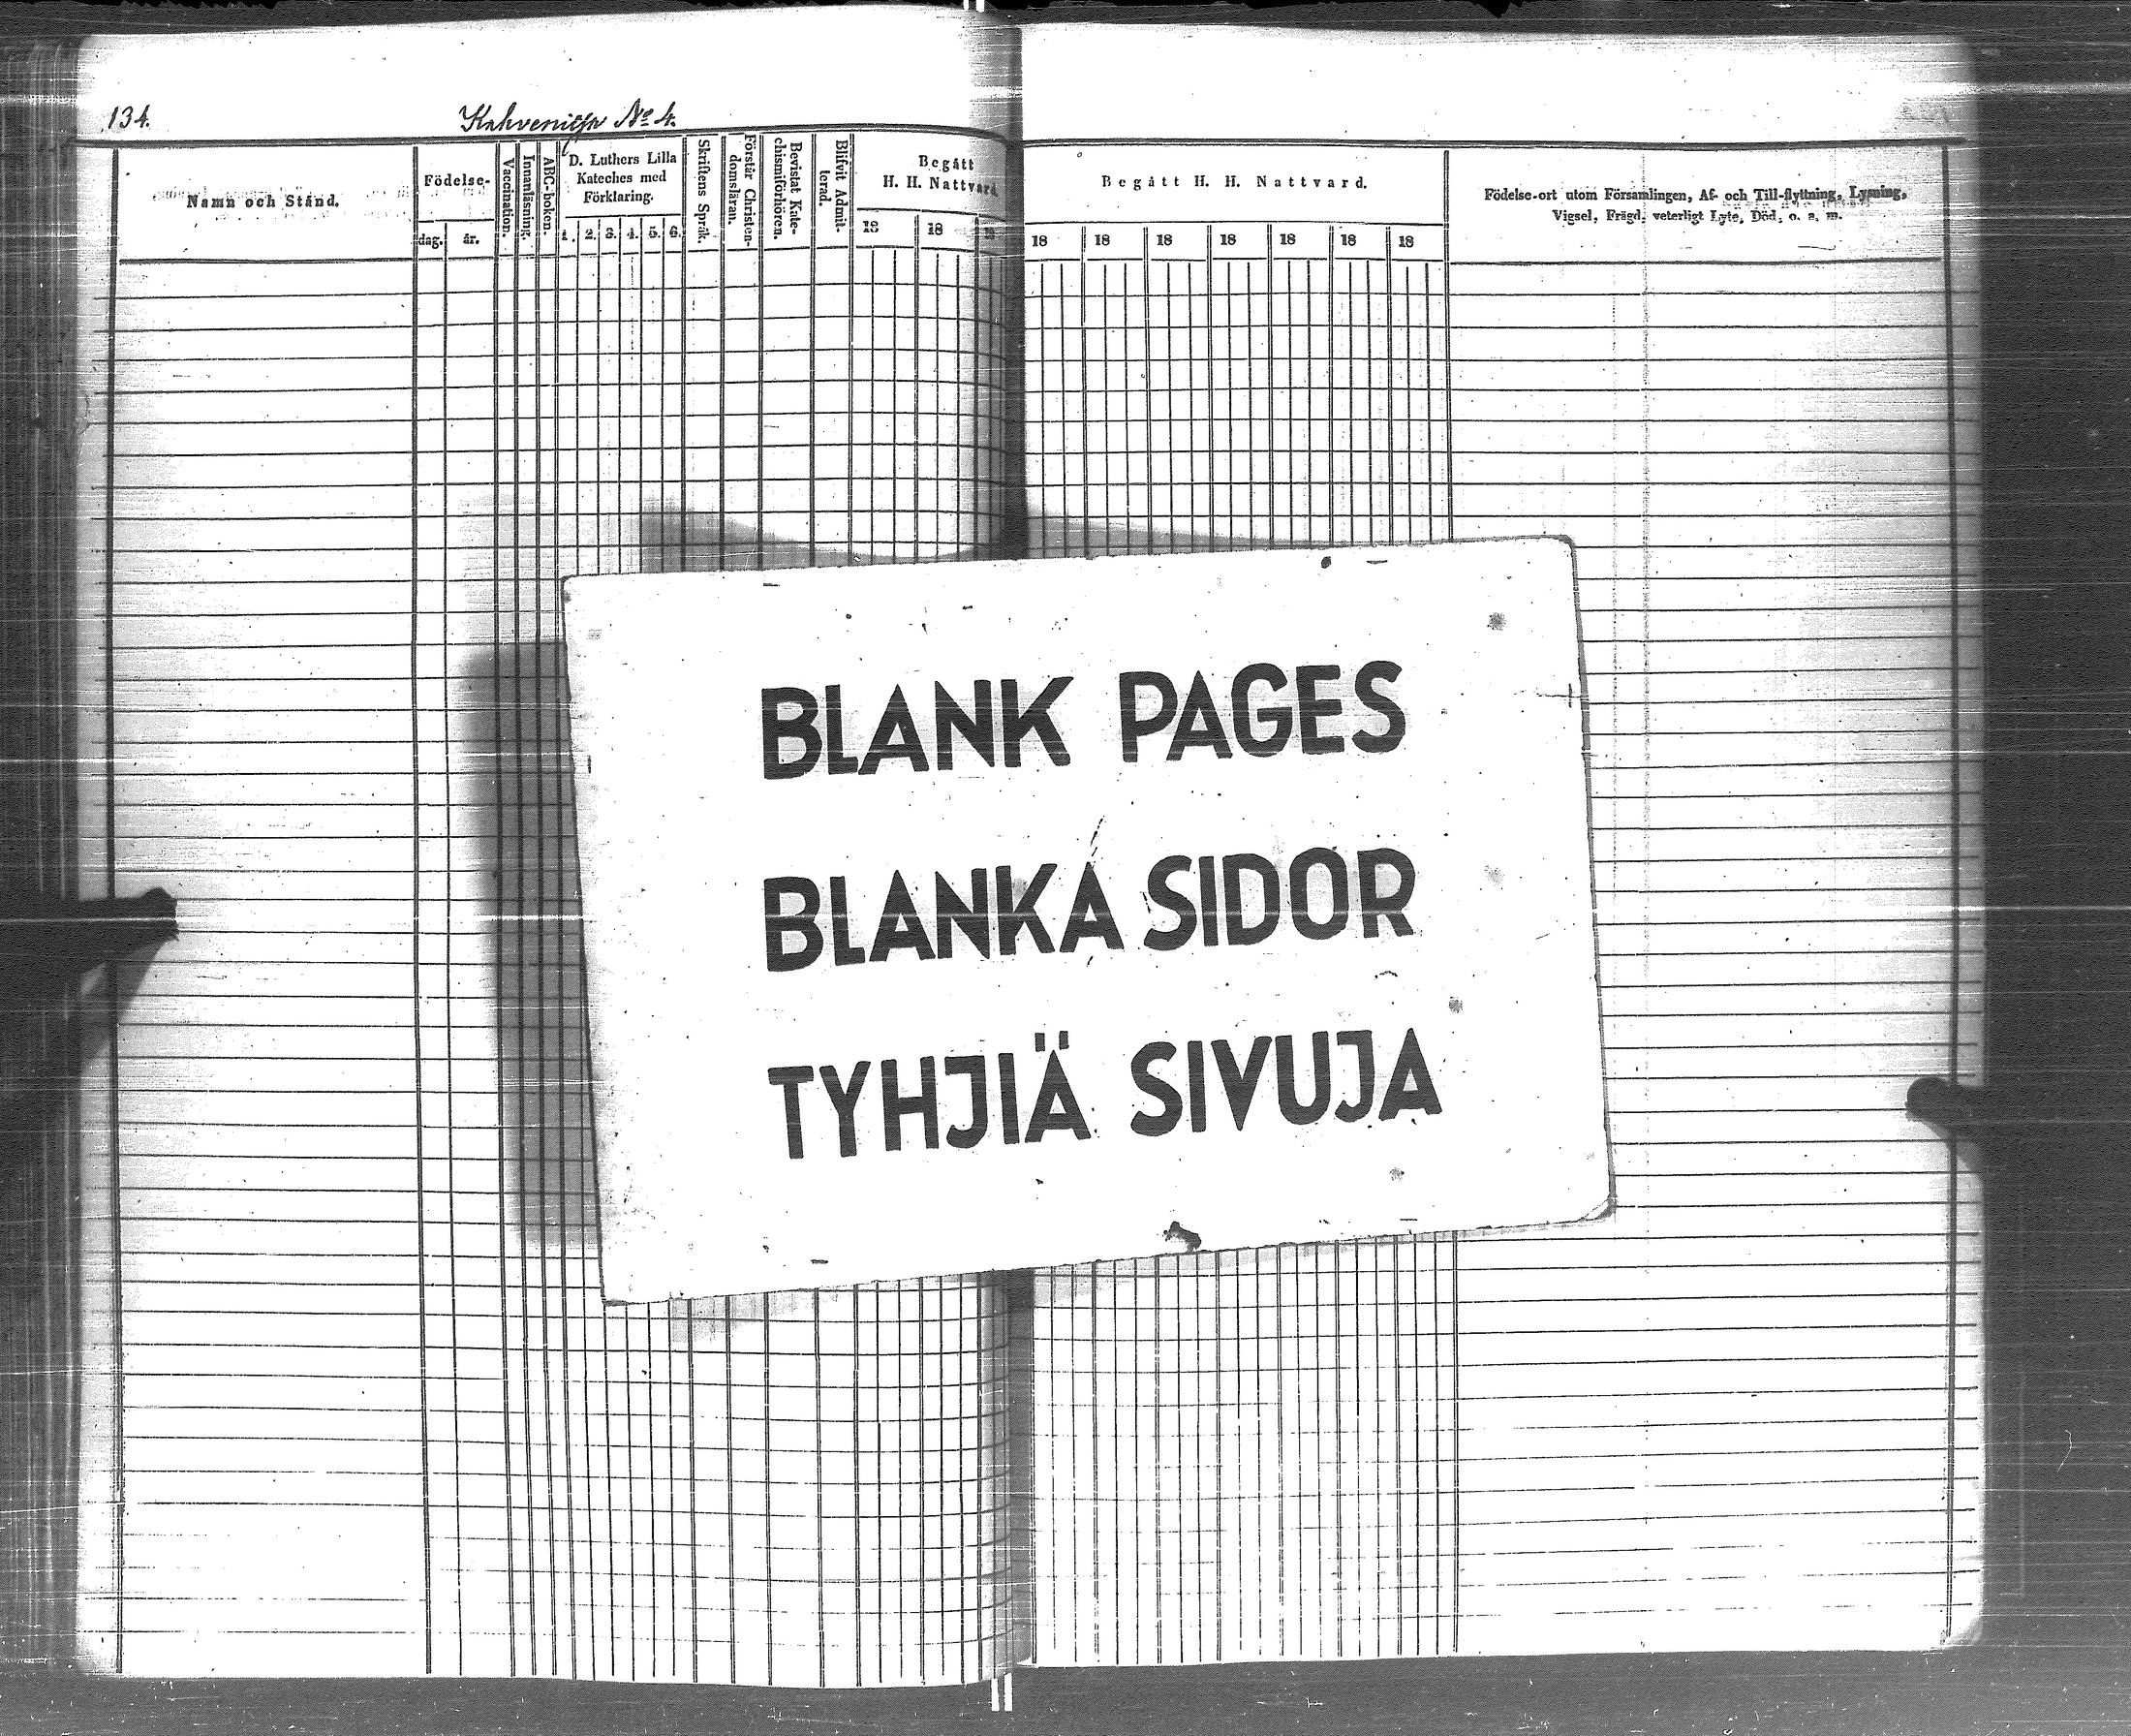 134.
Kahvenitsa No 4.
Namn och Stånd.
Födelse-
dag.
år.
Vaccination.
Innanläsning.
ABC-boken.
D. Luthers Lilla
Kateches med
Förklaring.
1. 2. 3. 4. 5. 6.
Skriftens Språk.
Förstår Christen-
domsläran.
Bevistat Kate-
chismiförhören.
Blifvit Admit-
terad.
Begått
H. H. Nattvard.
18 18 18
Begått H. H. Nattvard.
18 18 18 18 18 18 18
Födelse-ort utom Församlingen, Af- och Till-flyttning, Lysning,
Vigsel, Frägd, veterligt Lyte, Död, o. s. m.
BLANK PAGES
BLANKA SIDOR
TYHJIÄ SIVUJA